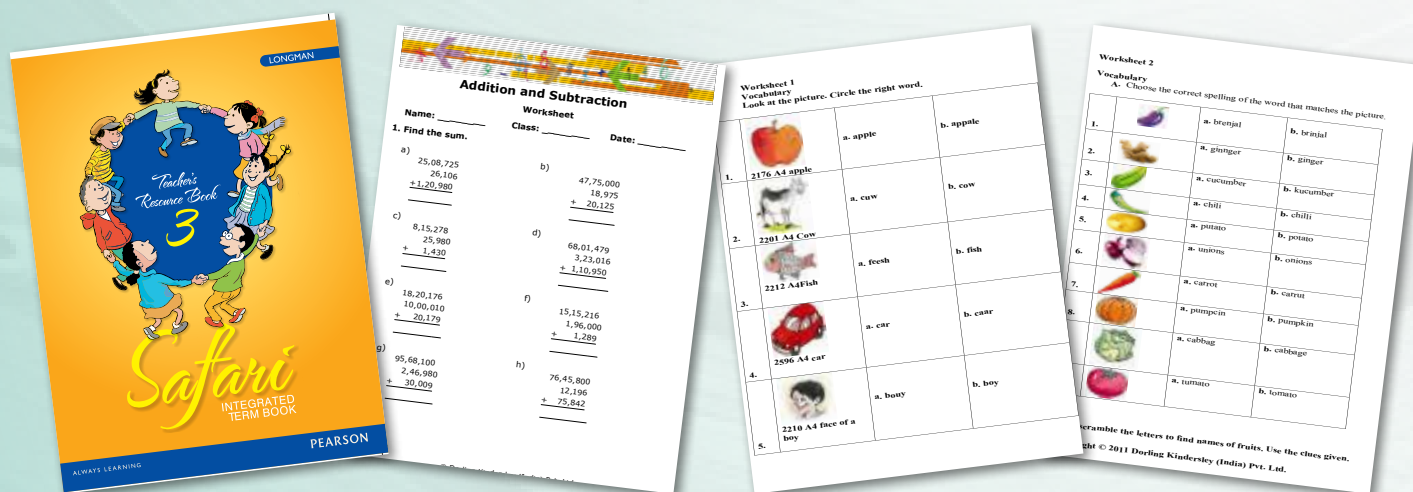 LONGMAN
Teacher's
Resource Book
3
Safari
INTEGRATED
TERM BOOK
PEARSON
ALWAYS LEARNING
Addition and Subtraction
Worksheet
Name: _________ Class: _________ Date: _________
1. Find the sum.
a)
25,08,725
26,106
+1,20,980
b)
47,75,000
18,975
+ 20,125
c)
8,15,278
25,980
+ 1,430
d)
68,01,479
3,23,016
+ 1,10,950
e)
18,20,176
10,00,010
+ 20,179
f)
15,15,216
1,96,000
+ 1,289
g)
95,68,100
2,46,980
+ 30,009
h)
76,45,800
12,196
+ 75,842
Worksheet 1
Vocabulary
Look at the picture. Circle the right word.
1. 2176 A4 apple a. apple b. appale
2. 2201 A4 Cow a. cuw b. cow
3. 2212 A4Fish a. feesh b. fish
4. 2596 A4 car a. car b. caar
5. 2210 A4 face of a
boy a. bouy b. boy
Worksheet 2
Vocabulary
A. Choose the correct spelling of the word that matches the picture.
1. a. brenjal b. brinjal
2. a. ginnger b. ginger
3. a. cucumber b. kucumber
4. a. chili b. chilli
5. a. putato b. potato
6. a. unions b. onions
7. a. carrot b. carrut
8. a. pumpcin b. pumpkin
a. cabbag b. cabbage
a. tumato b. tomato
scramble the letters to find names of fruits. Use the clues given.
ght © 2011 Dorling Kindersley (India) Pvt. Ltd.